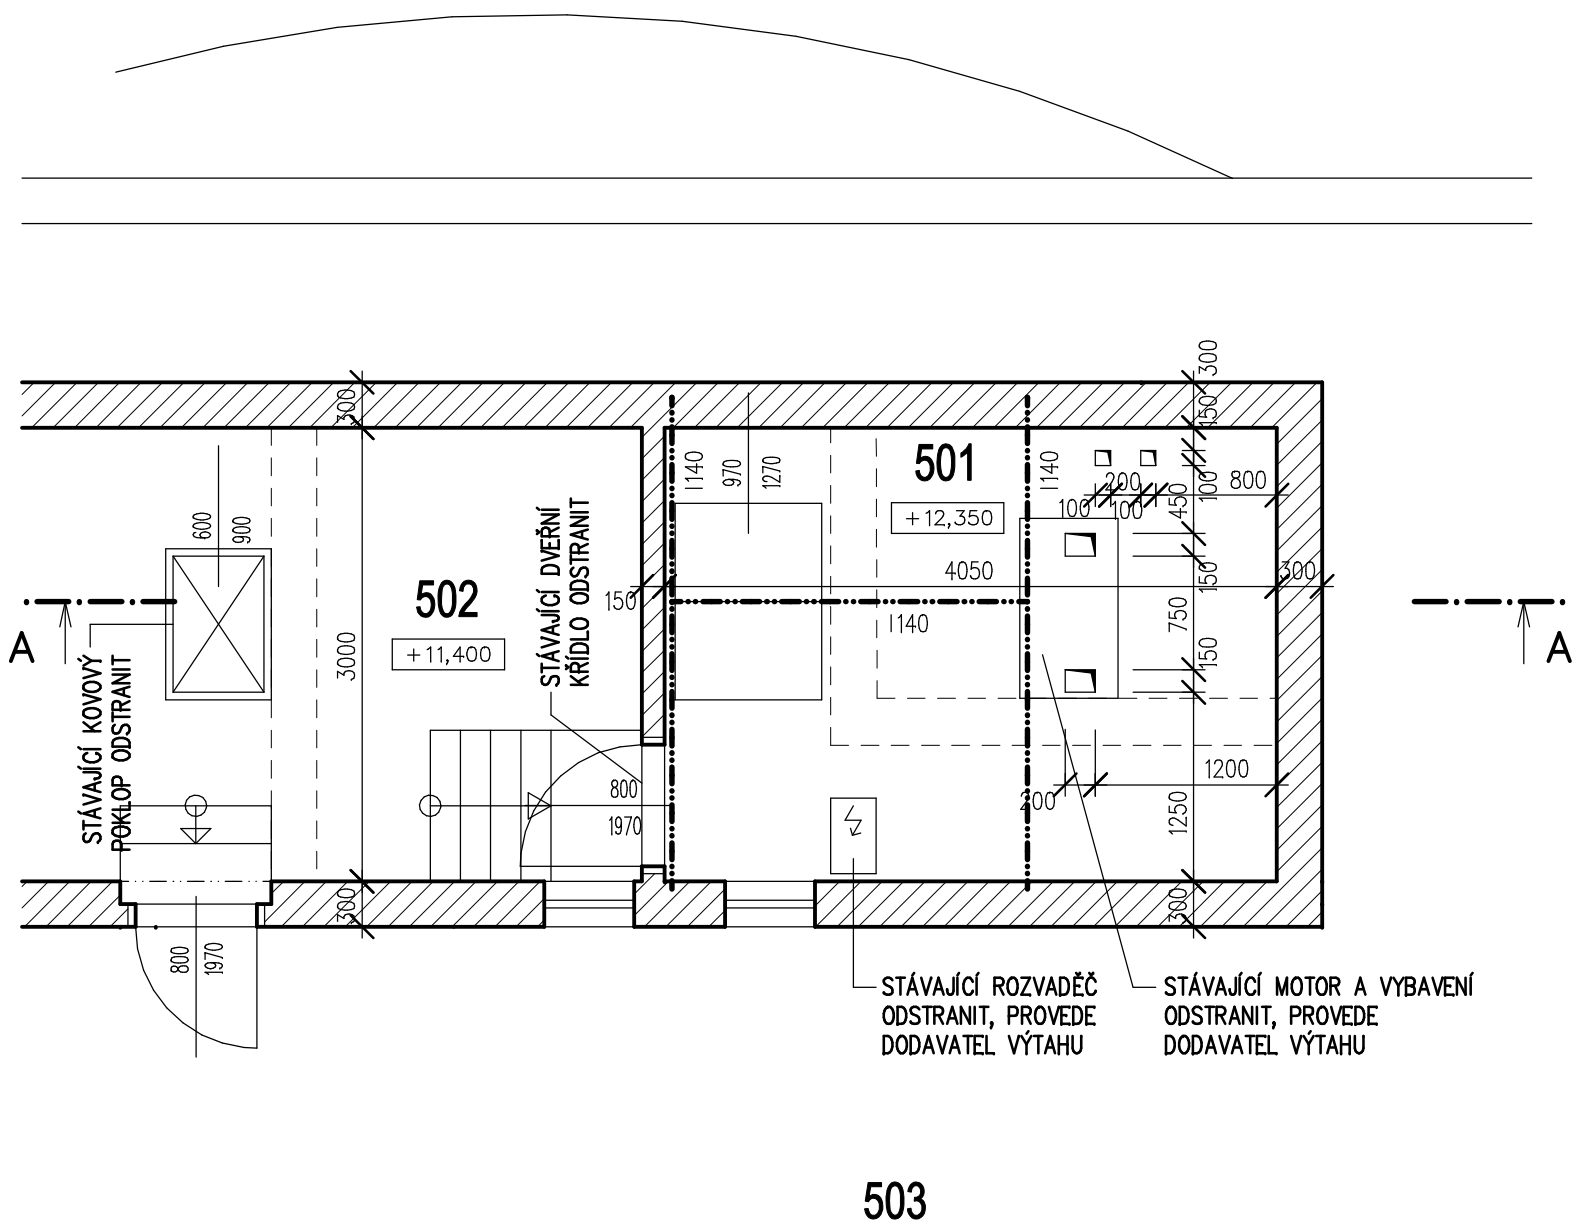 300
300
150
I140
970
1270
501
I140
200
100
800
100
100
450
+12,350
600
900
STÁVAJÍCÍ DVEŘNÍ
KŘÍDLO ODSTRANIT
502
4050
150
300
150
I140
750
A
A
+11,400
3000
150
STÁVAJÍCÍ KOVOVÝ
POKLOP ODSTRANIT
800
1970
1200
200
1250
300
300
800
1970
STÁVAJÍCÍ ROZVADĚČ
ODSTRANIT, PROVEDE
DODAVATEL VÝTAHU
STÁVAJÍCÍ MOTOR A VYBAVENÍ
ODSTRANIT, PROVEDE
DODAVATEL VÝTAHU
503